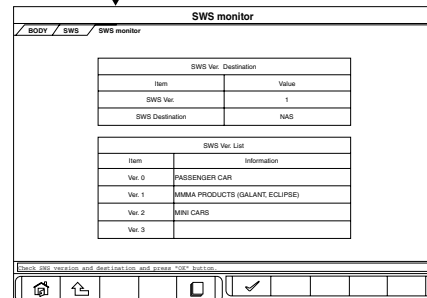 SWS monitor
BODY SWS SWS monitor
SWS Ver. Destination
Item Value
SWS Ver. 1
SWS Destination NAS
SWS Ver. List
Item Information
Ver. 0 PASSENGER CAR
Ver. 1 MMMA PRODUCTS (GALANT, ECLIPSE)
Ver. 2 MINI CARS
Ver. 3
Check SWS version and destination and press "OK" button.